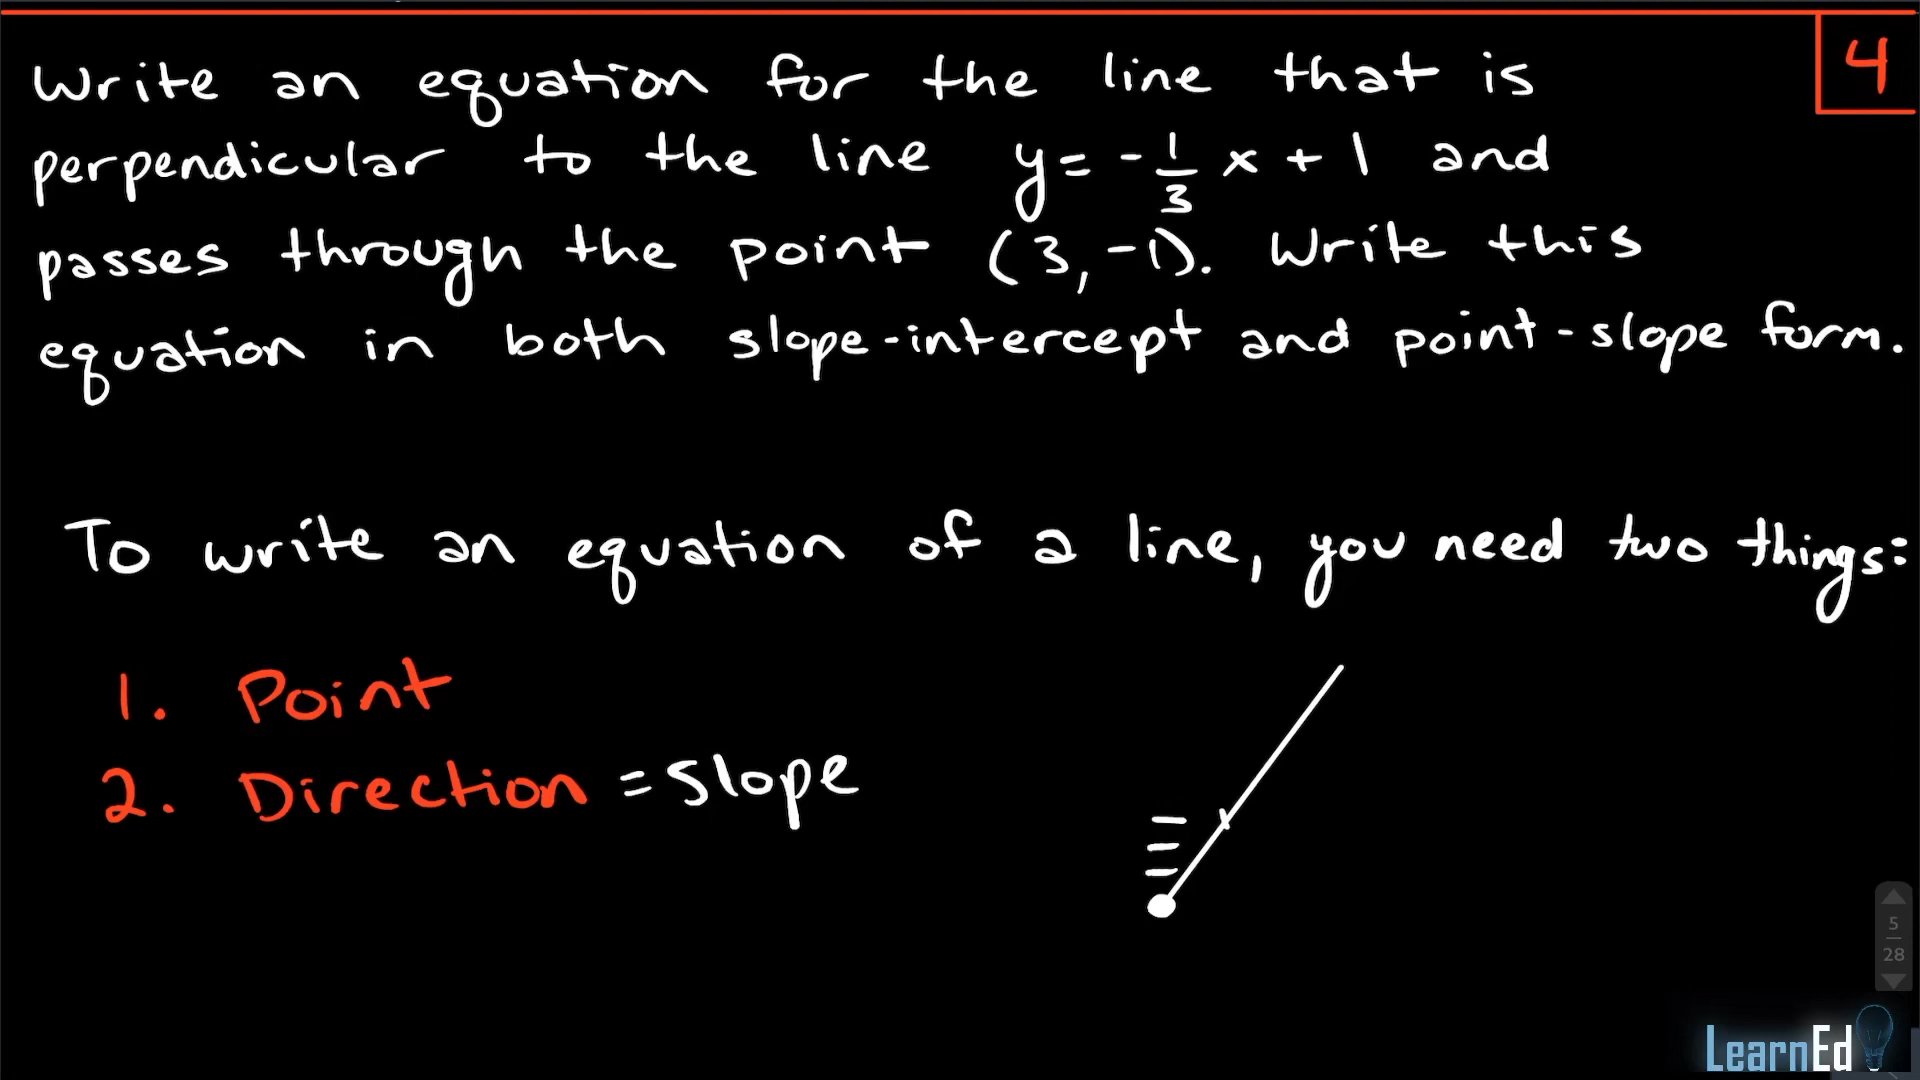 4
Write an equation for the line that is
perpendicular to the line y = -1/3 x + 1 and
passes through the point (3, -1). Write this
equation in both slope-intercept and point-slope form.
To write an equation of a line, you need two things:
1. Point
2. Direction = slope
5
28
LearnEd